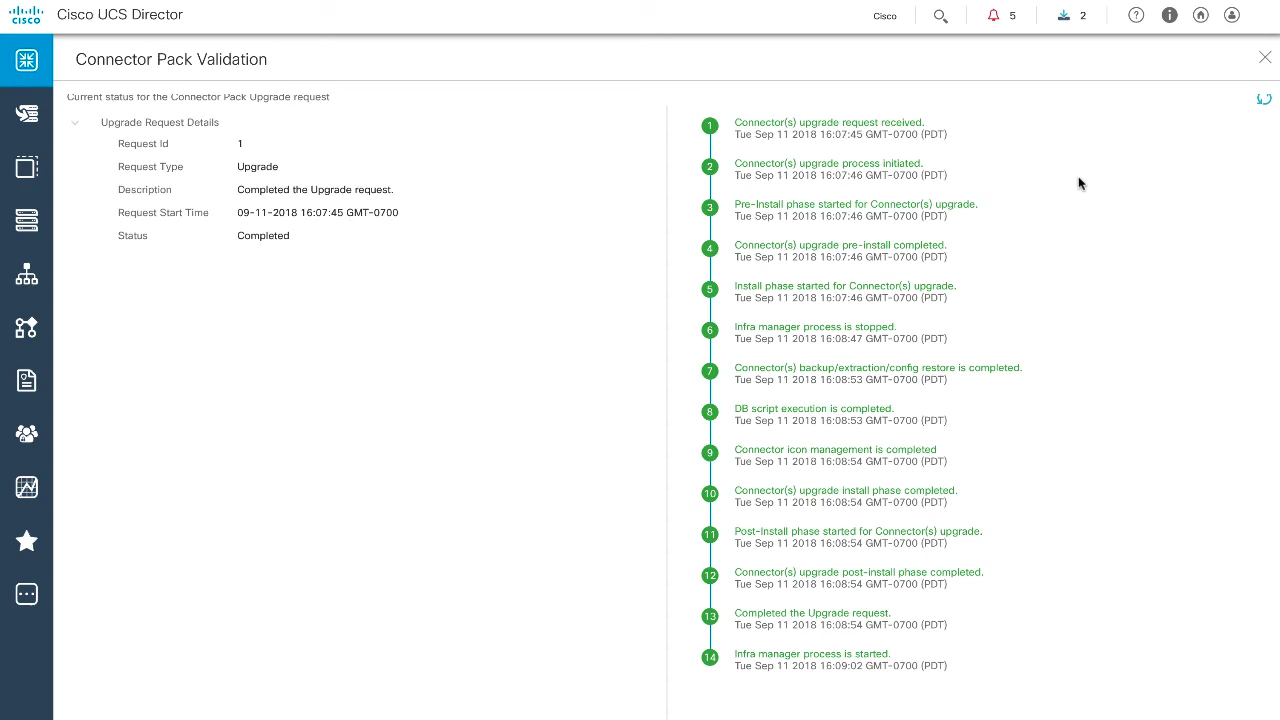 cisco
Cisco UCS Director
Cisco
5
2
Connector Pack Validation
Current status for the Connector Pack Upgrade request
Upgrade Request Details
Request Id 1
Request Type Upgrade
Description Completed the Upgrade request.
Request Start Time 09-11-2018 16:07:45 GMT-0700
Status Completed
1 Connector(s) upgrade request received.
Tue Sep 11 2018 16:07:45 GMT-0700 (PDT)
2 Connector(s) upgrade process initiated.
Tue Sep 11 2018 16:07:46 GMT-0700 (PDT)
3 Pre-Install phase started for Connector(s) upgrade.
Tue Sep 11 2018 16:07:46 GMT-0700 (PDT)
4 Connector(s) upgrade pre-install completed.
Tue Sep 11 2018 16:07:46 GMT-0700 (PDT)
5 Install phase started for Connector(s) upgrade.
Tue Sep 11 2018 16:07:46 GMT-0700 (PDT)
6 Infra manager process is stopped.
Tue Sep 11 2018 16:08:47 GMT-0700 (PDT)
7 Connector(s) backup/extraction/config restore is completed.
Tue Sep 11 2018 16:08:53 GMT-0700 (PDT)
8 DB script execution is completed.
Tue Sep 11 2018 16:08:53 GMT-0700 (PDT)
9 Connector icon management is completed
Tue Sep 11 2018 16:08:54 GMT-0700 (PDT)
10 Connector(s) upgrade install phase completed.
Tue Sep 11 2018 16:08:54 GMT-0700 (PDT)
11 Post-Install phase started for Connector(s) upgrade.
Tue Sep 11 2018 16:08:54 GMT-0700 (PDT)
12 Connector(s) upgrade post-install phase completed.
Tue Sep 11 2018 16:08:54 GMT-0700 (PDT)
13 Completed the Upgrade request.
Tue Sep 11 2018 16:08:54 GMT-0700 (PDT)
14 Infra manager process is started.
Tue Sep 11 2018 16:09:02 GMT-0700 (PDT)